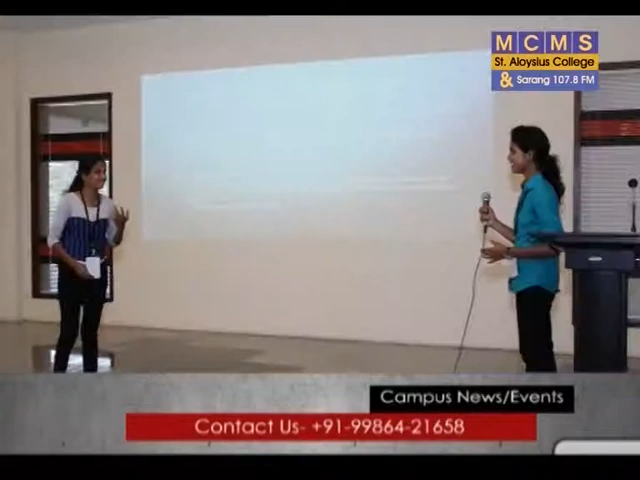 MCMS
St. Aloysius College
& Sarang 107.8 FM
Campus News/Events
Contact Us- +91-99864-21658